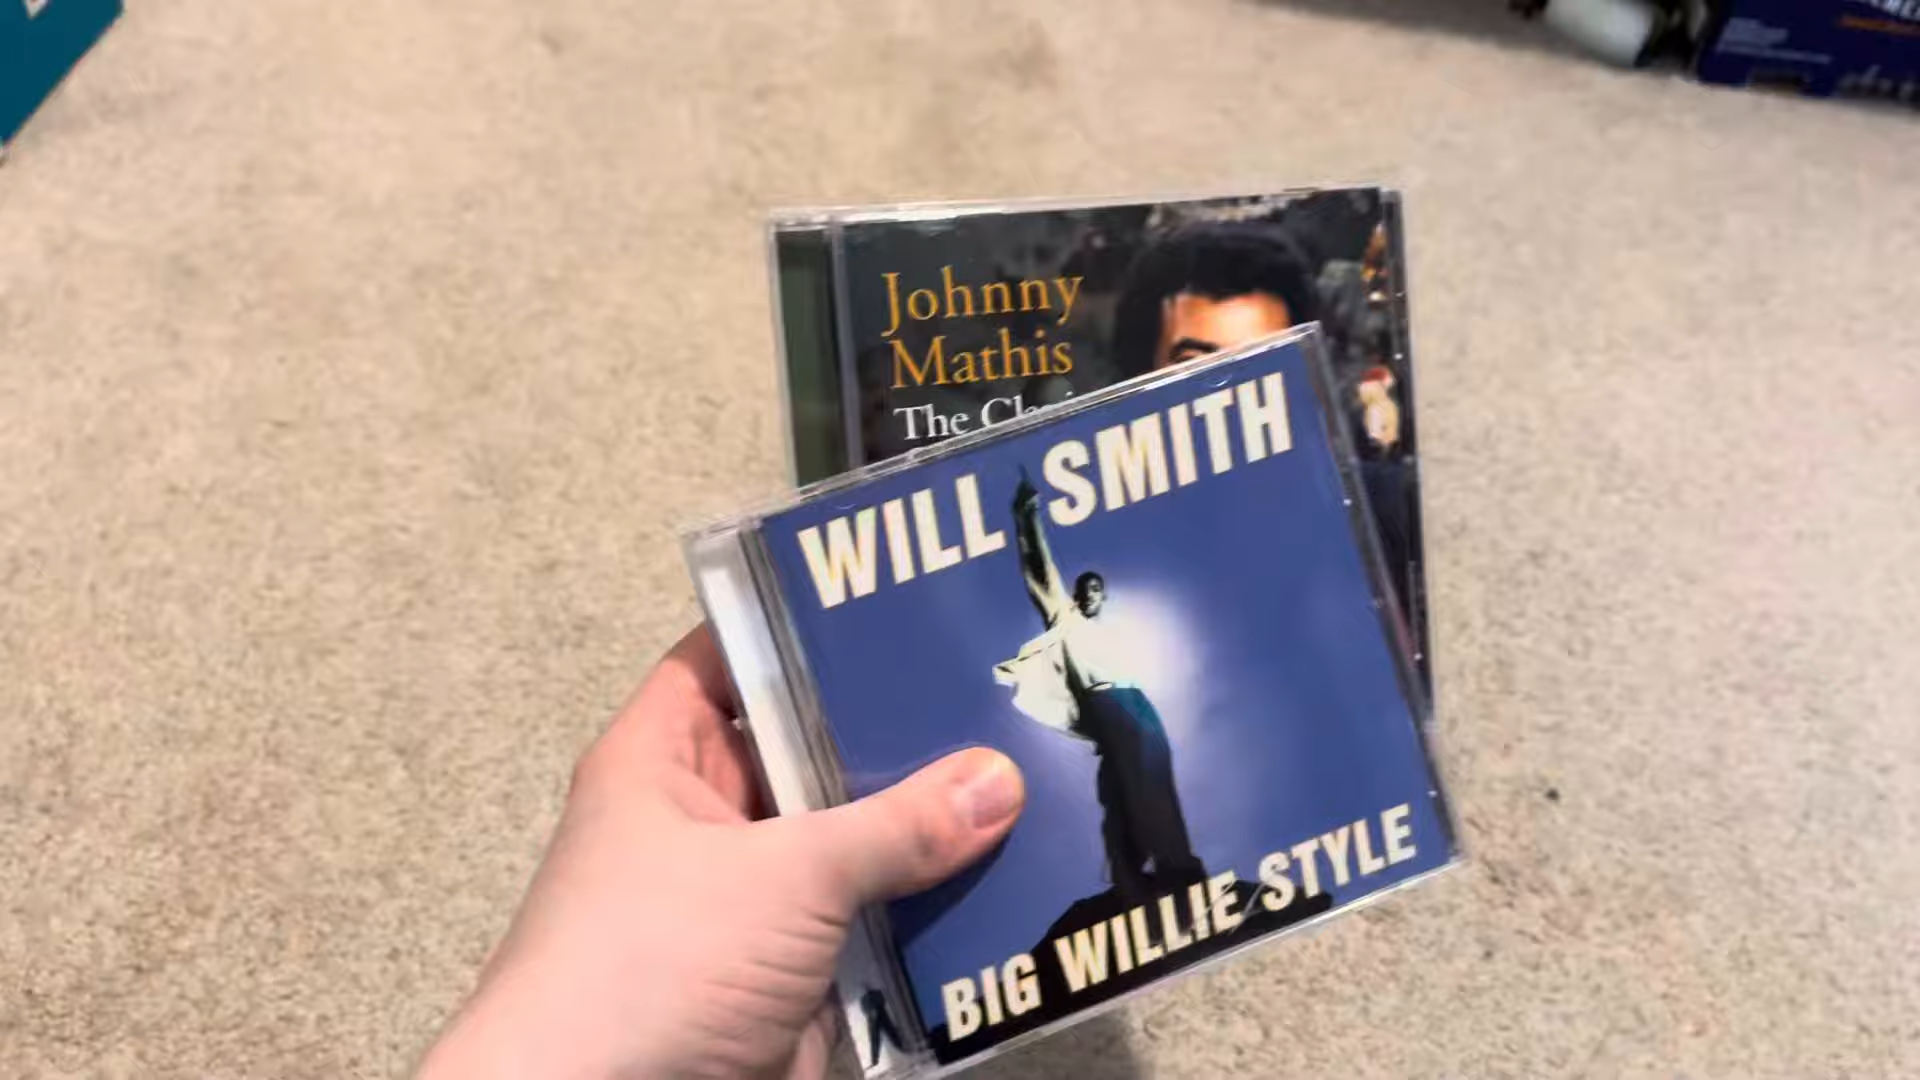 Johnny
Mathis
The
WILL SMITH
BIG WILLIE STYLE